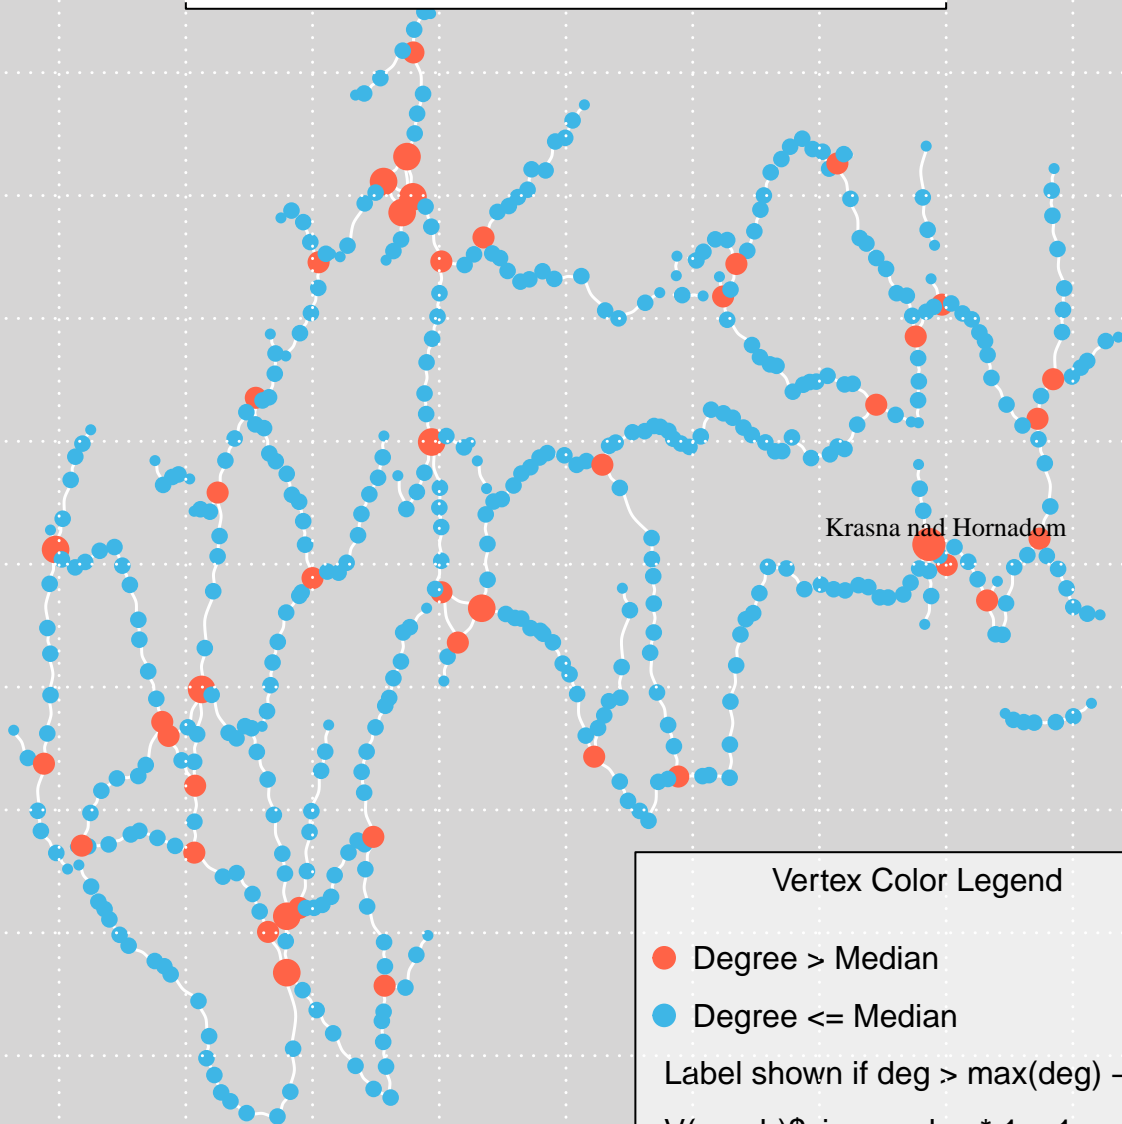 Krasna nad Hornadom
Vertex Color Legend
Degree > Median
Degree <= Median
Label shown if deg > max(deg) -